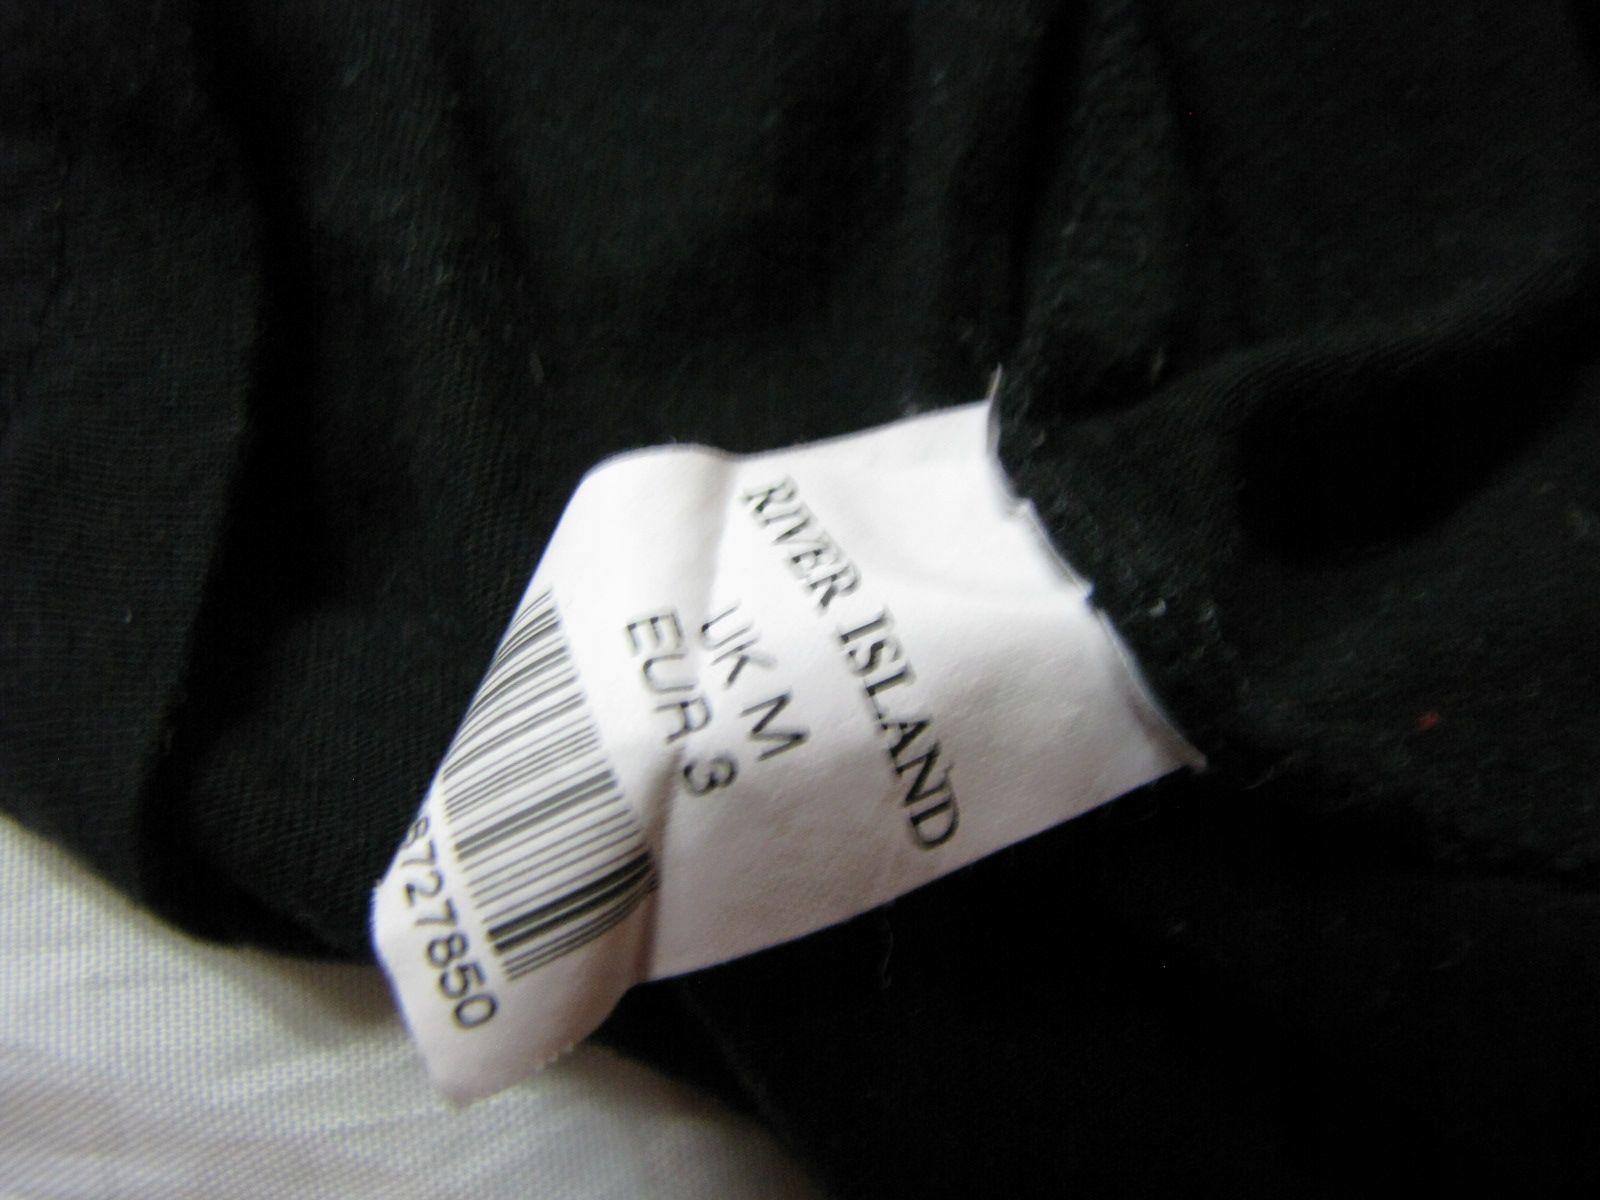 RIVER ISLAND
UK M
EUR 3
8727850